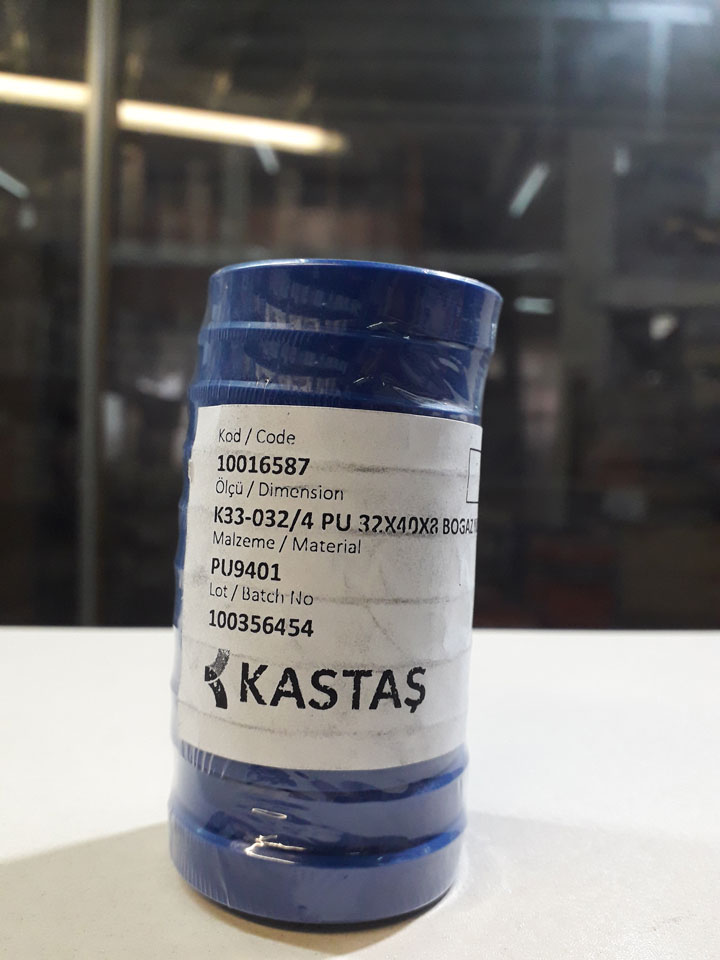 Kod / Code
10016587
Ölçü / Dimension
K33-032/4 PU 32X40X8 BOGAZ
Malzeme / Material
PU9401
Lot / Batch No
100356454
KASTAŞ